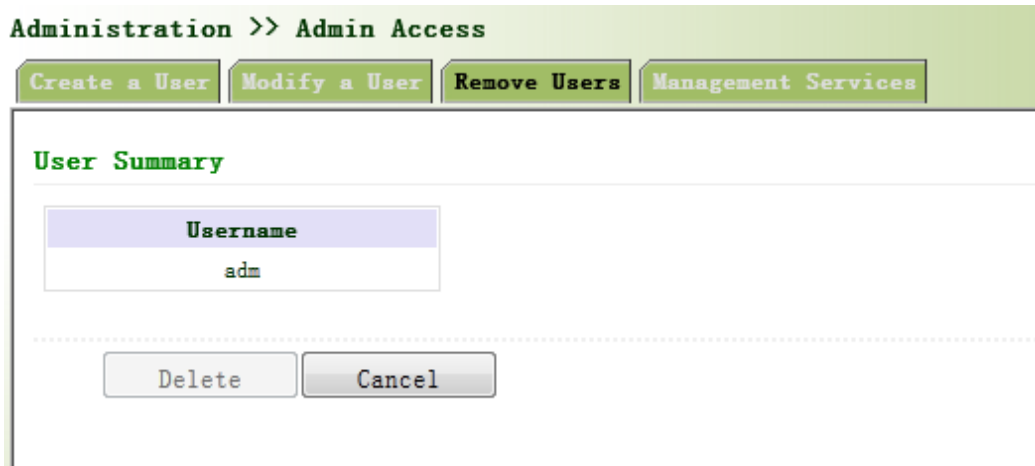 Administration >> Admin Access
Create a User Modify a User Remove Users Management Services
User Summary
Username
adm
Delete Cancel